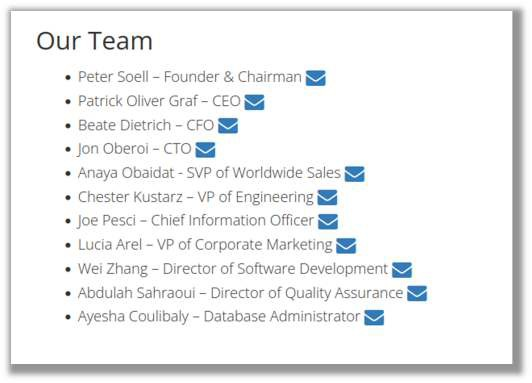 Our Team
• Peter Soell – Founder & Chairman
• Patrick Oliver Graf – CEO
• Beate Dietrich – CFO
• Jon Oberoi – CTO
• Anaya Obaidat - SVP of Worldwide Sales
• Chester Kustarz – VP of Engineering
• Joe Pesci – Chief Information Officer
• Lucia Arel – VP of Corporate Marketing
• Wei Zhang – Director of Software Development
• Abdulah Sahraoui – Director of Quality Assurance
• Ayesha Coulibaly – Database Administrator